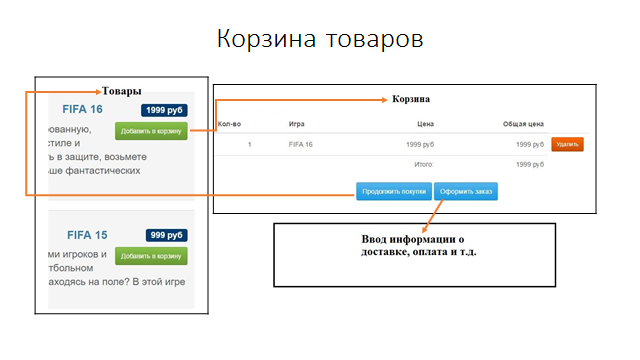 Корзина товаров
Товары
FIFA 16
1999 руб
рованную,
Добавить в корзину
стиле и
ь в защите, возьмете
ьше фантастических
FIFA 15
999 руб
ми игроков и
Добавить в корзину
тбольном
аходясь на поле? В этой игре
Корзина
Кол-во Игра Цена Общая цена
1 FIFA 16 1999 руб 1999 руб Удалить
Итого: 1999 руб
Продолжить покупки Оформить заказ
Ввод информации о
доставке, оплата и т.д.